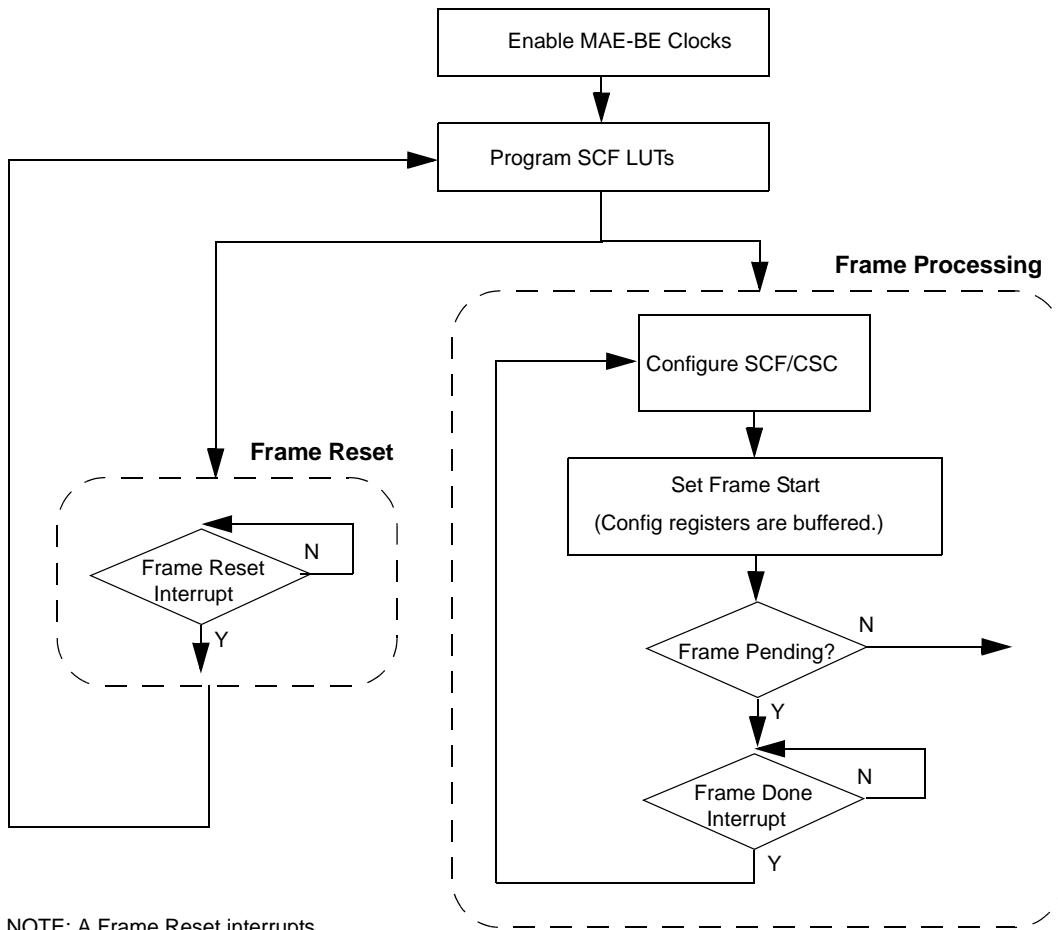 Enable MAE-BE Clocks
Program SCF LUTs
Frame Processing
Configure SCF/CSC
Frame Reset
Set Frame Start
(Config registers are buffered.)
N
Frame Reset
Interrupt
Y
N
Frame Pending?
Y
N
Frame Done
Interrupt
Y
NOTE: A Frame Reset interrupts